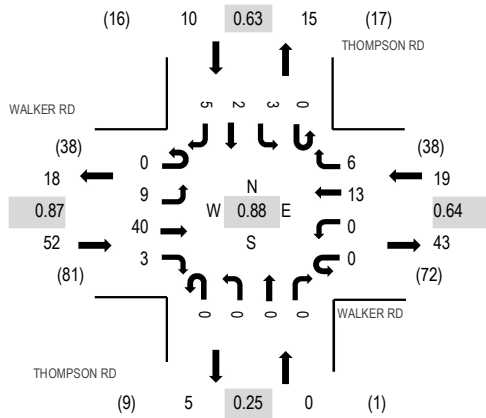 (16) 10 0.63 15 (17)
THOMPSON RD
WALKER RD
5 2 3 0
(38) (38)
0 6
18 19
9 13
N
0.87 W 0.88 E 0.64
40 0
52 43
S
3 0
(81) (72)
0 0 0 0
WALKER RD
THOMPSON RD
(9) 5 0.25 0 (1)